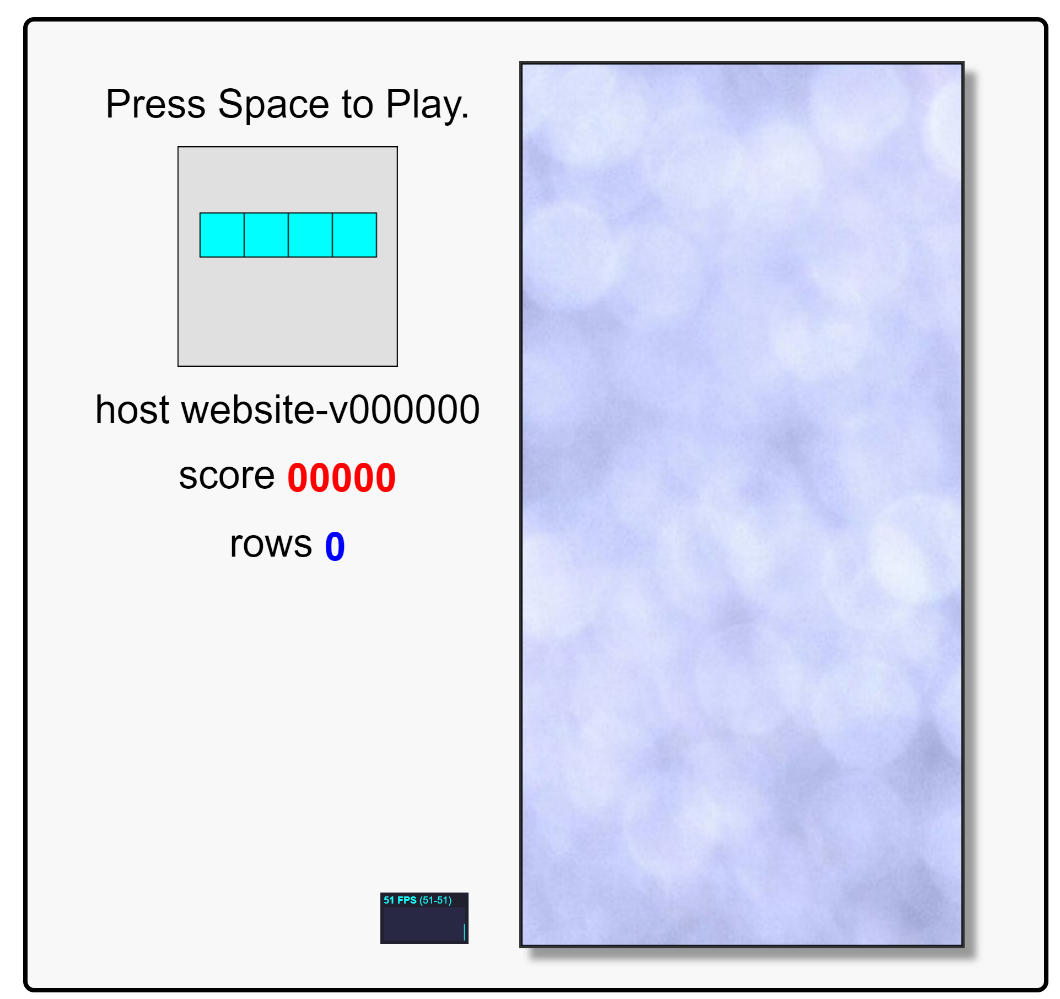 Press Space to Play.
host website-v000000
score 00000
rows 0
51 FPS (51-51)